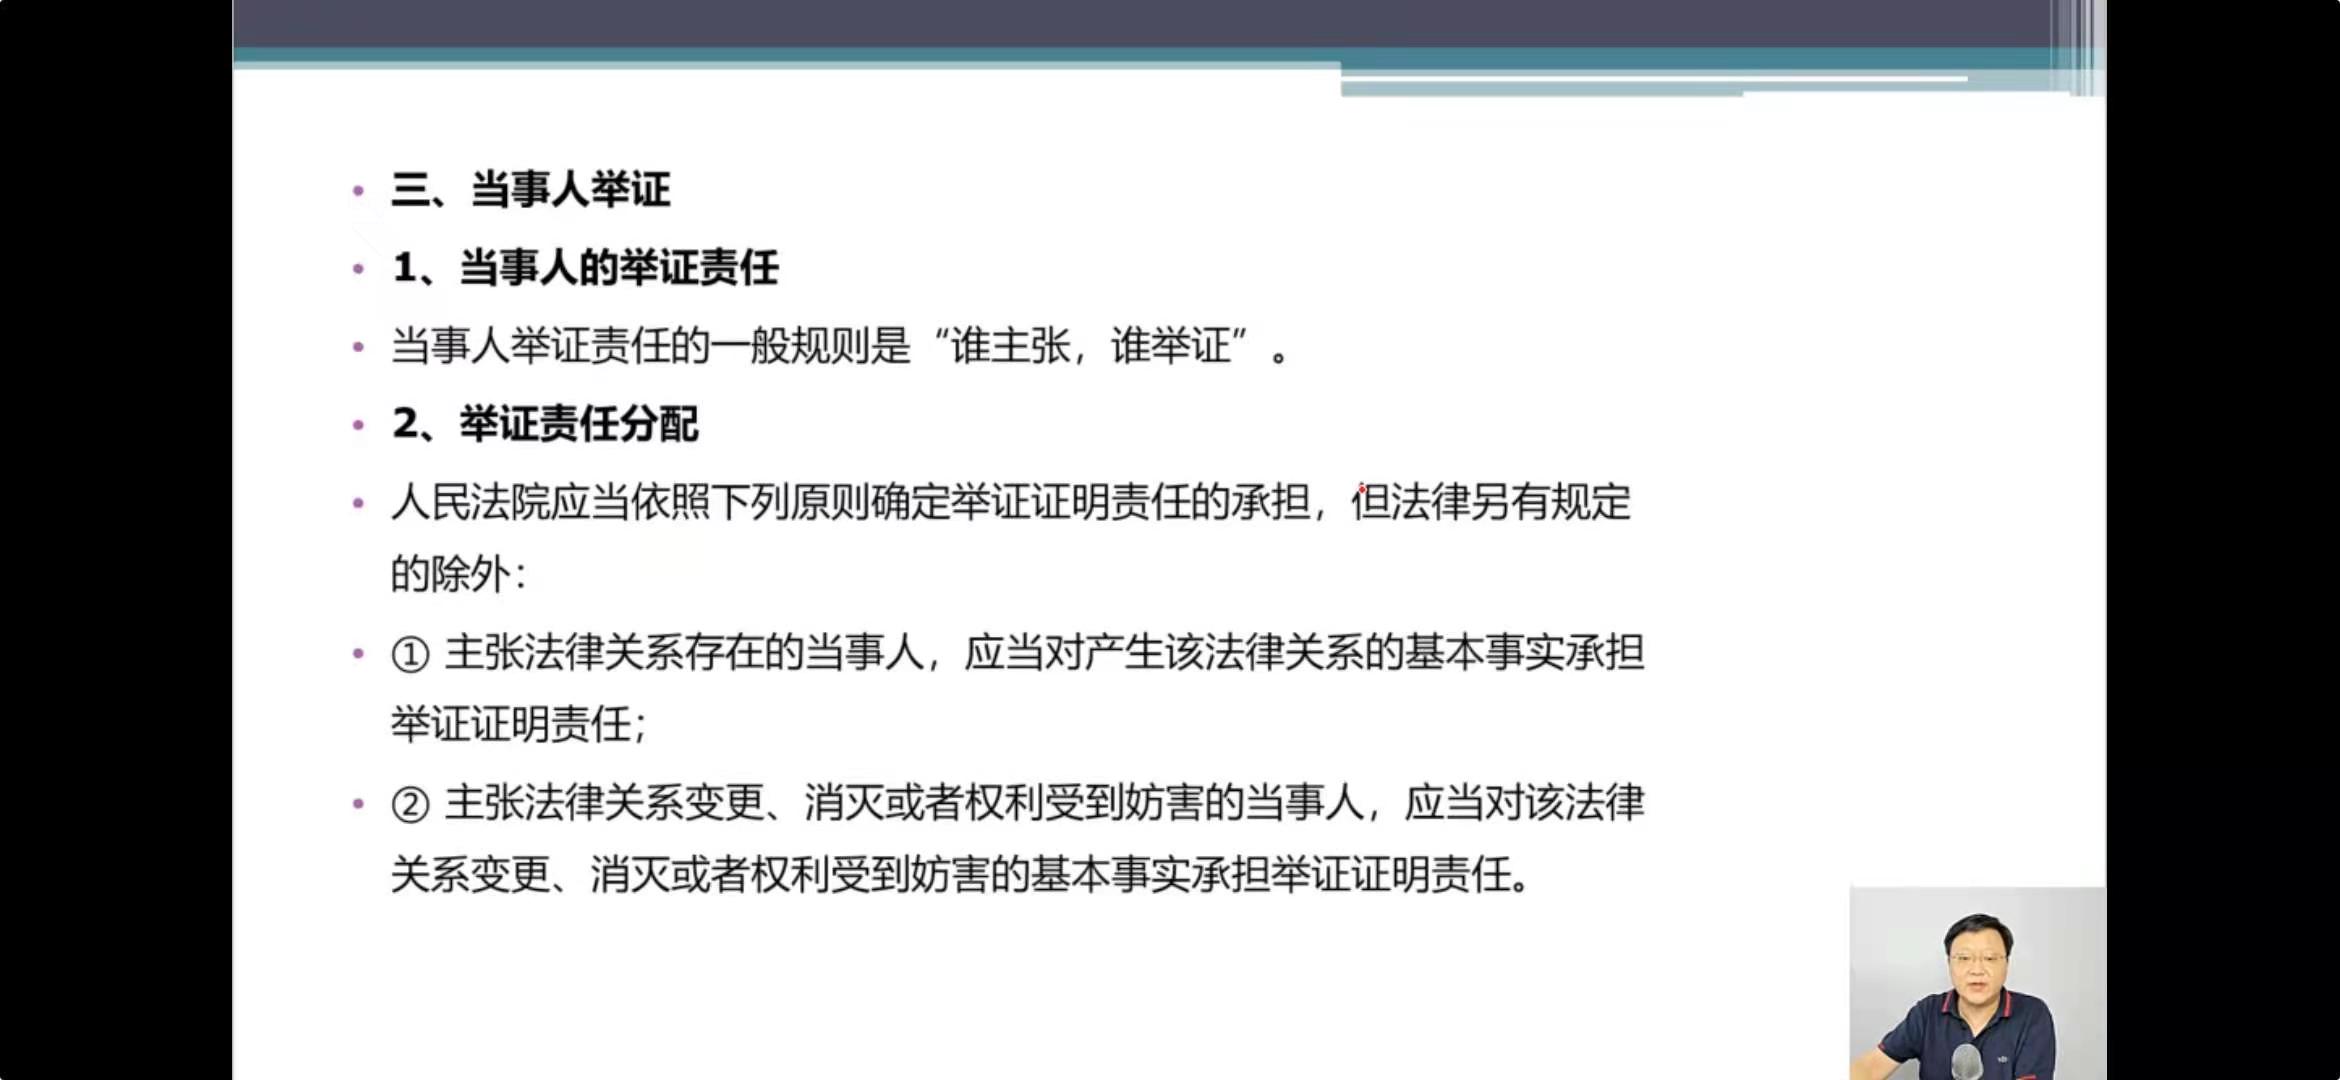 • 三、当事人举证
• 1、当事人的举证责任
• 当事人举证责任的一般规则是“谁主张，谁举证”。
• 2、举证责任分配
• 人民法院应当依照下列原则确定举证证明责任的承担，但法律另有规定
的除外：
• ① 主张法律关系存在的当事人，应当对产生该法律关系的基本事实承担
举证证明责任；
• ② 主张法律关系变更、消灭或者权利受到妨害的当事人，应当对该法律
关系变更、消灭或者权利受到妨害的基本事实承担举证证明责任。